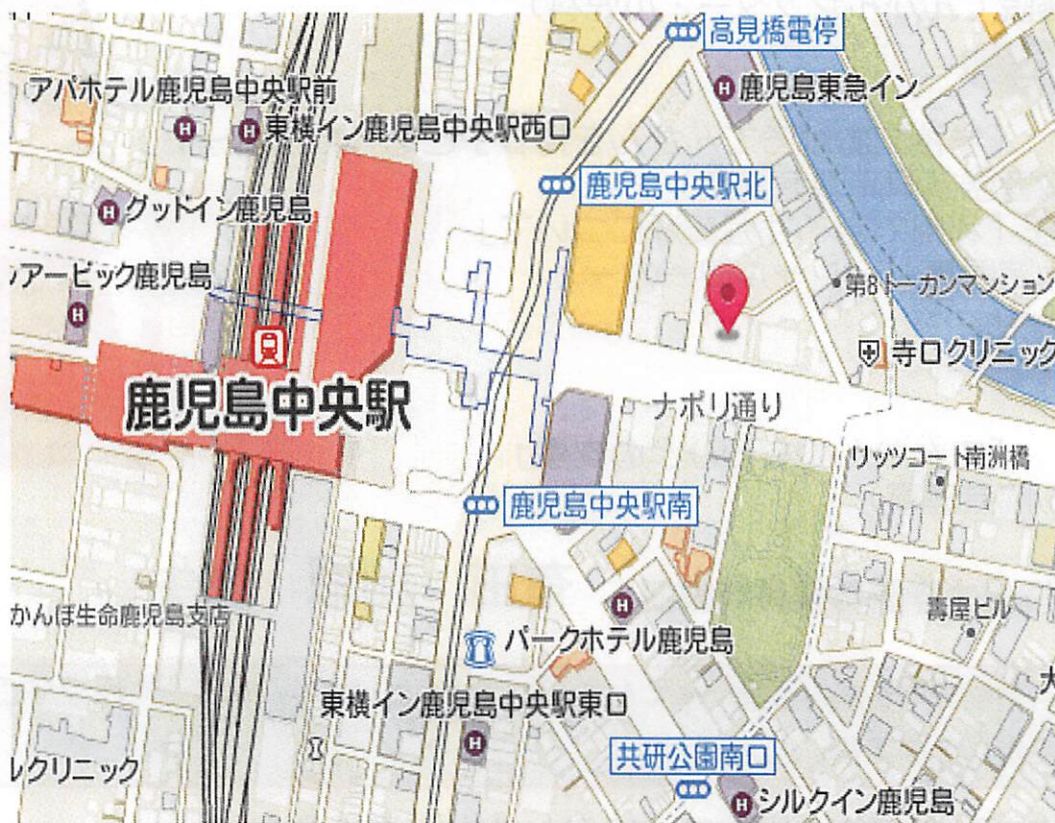 高見橋電停
アパホテル鹿児島中央駅前
鹿児島東急イン
東横イン鹿児島中央駅西口
鹿児島中央駅北
グッドイン鹿児島
アービック鹿児島
第8トーカンマンション
寺口クリニック
鹿児島中央駅
ナポリ通り
リッツコート南洲橋
鹿児島中央駅南
かんぽ生命鹿児島支店
壽屋ビル
パークホテル鹿児島
大
東横イン鹿児島中央駅東口
共研公園南口
クリニック
シルクイン鹿児島